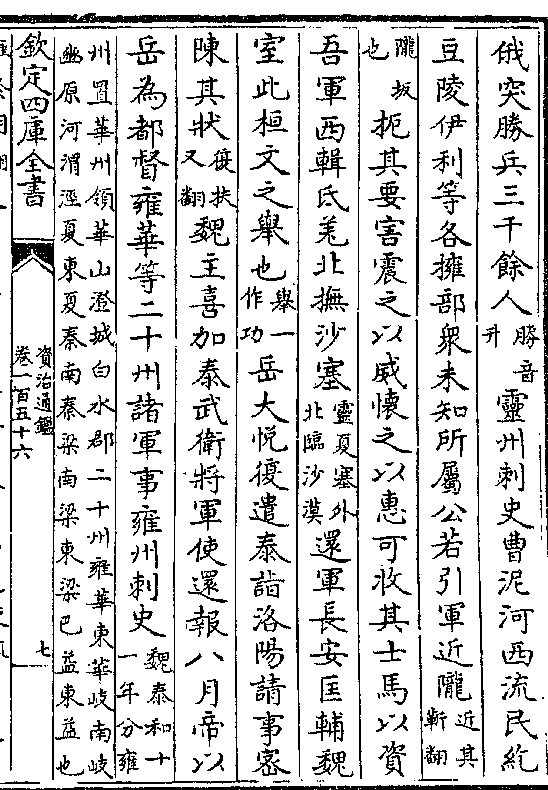 俄突勝兵三千餘人勝音升靈州刺史曹泥河西流民紇
豆陵伊利等各擁部衆未知所屬公若引軍近隴近其靳翻
隴坂也扼其要害震之以威懷之以惠可收其士馬以資
吾軍西輯氐羌北撫沙塞靈夏塞外北臨沙漠還軍長安匡輔魏
室此桓文之舉也舉一作功岳大悦復遣泰詣洛陽請事宻
陳其狀復扶又翻魏主喜加泰武衛將軍使還報八月帝以
岳為都督雍華等二十州諸軍事雍州刺史魏泰和十一年分雍
州置華州領華山澄城白水郡二十州雍華東華岐南岐
豳原河渭涇夏東夏秦南秦梁南梁東梁巴益東益也
欽定四庫全書
資治通鑑
卷一百五十六
七